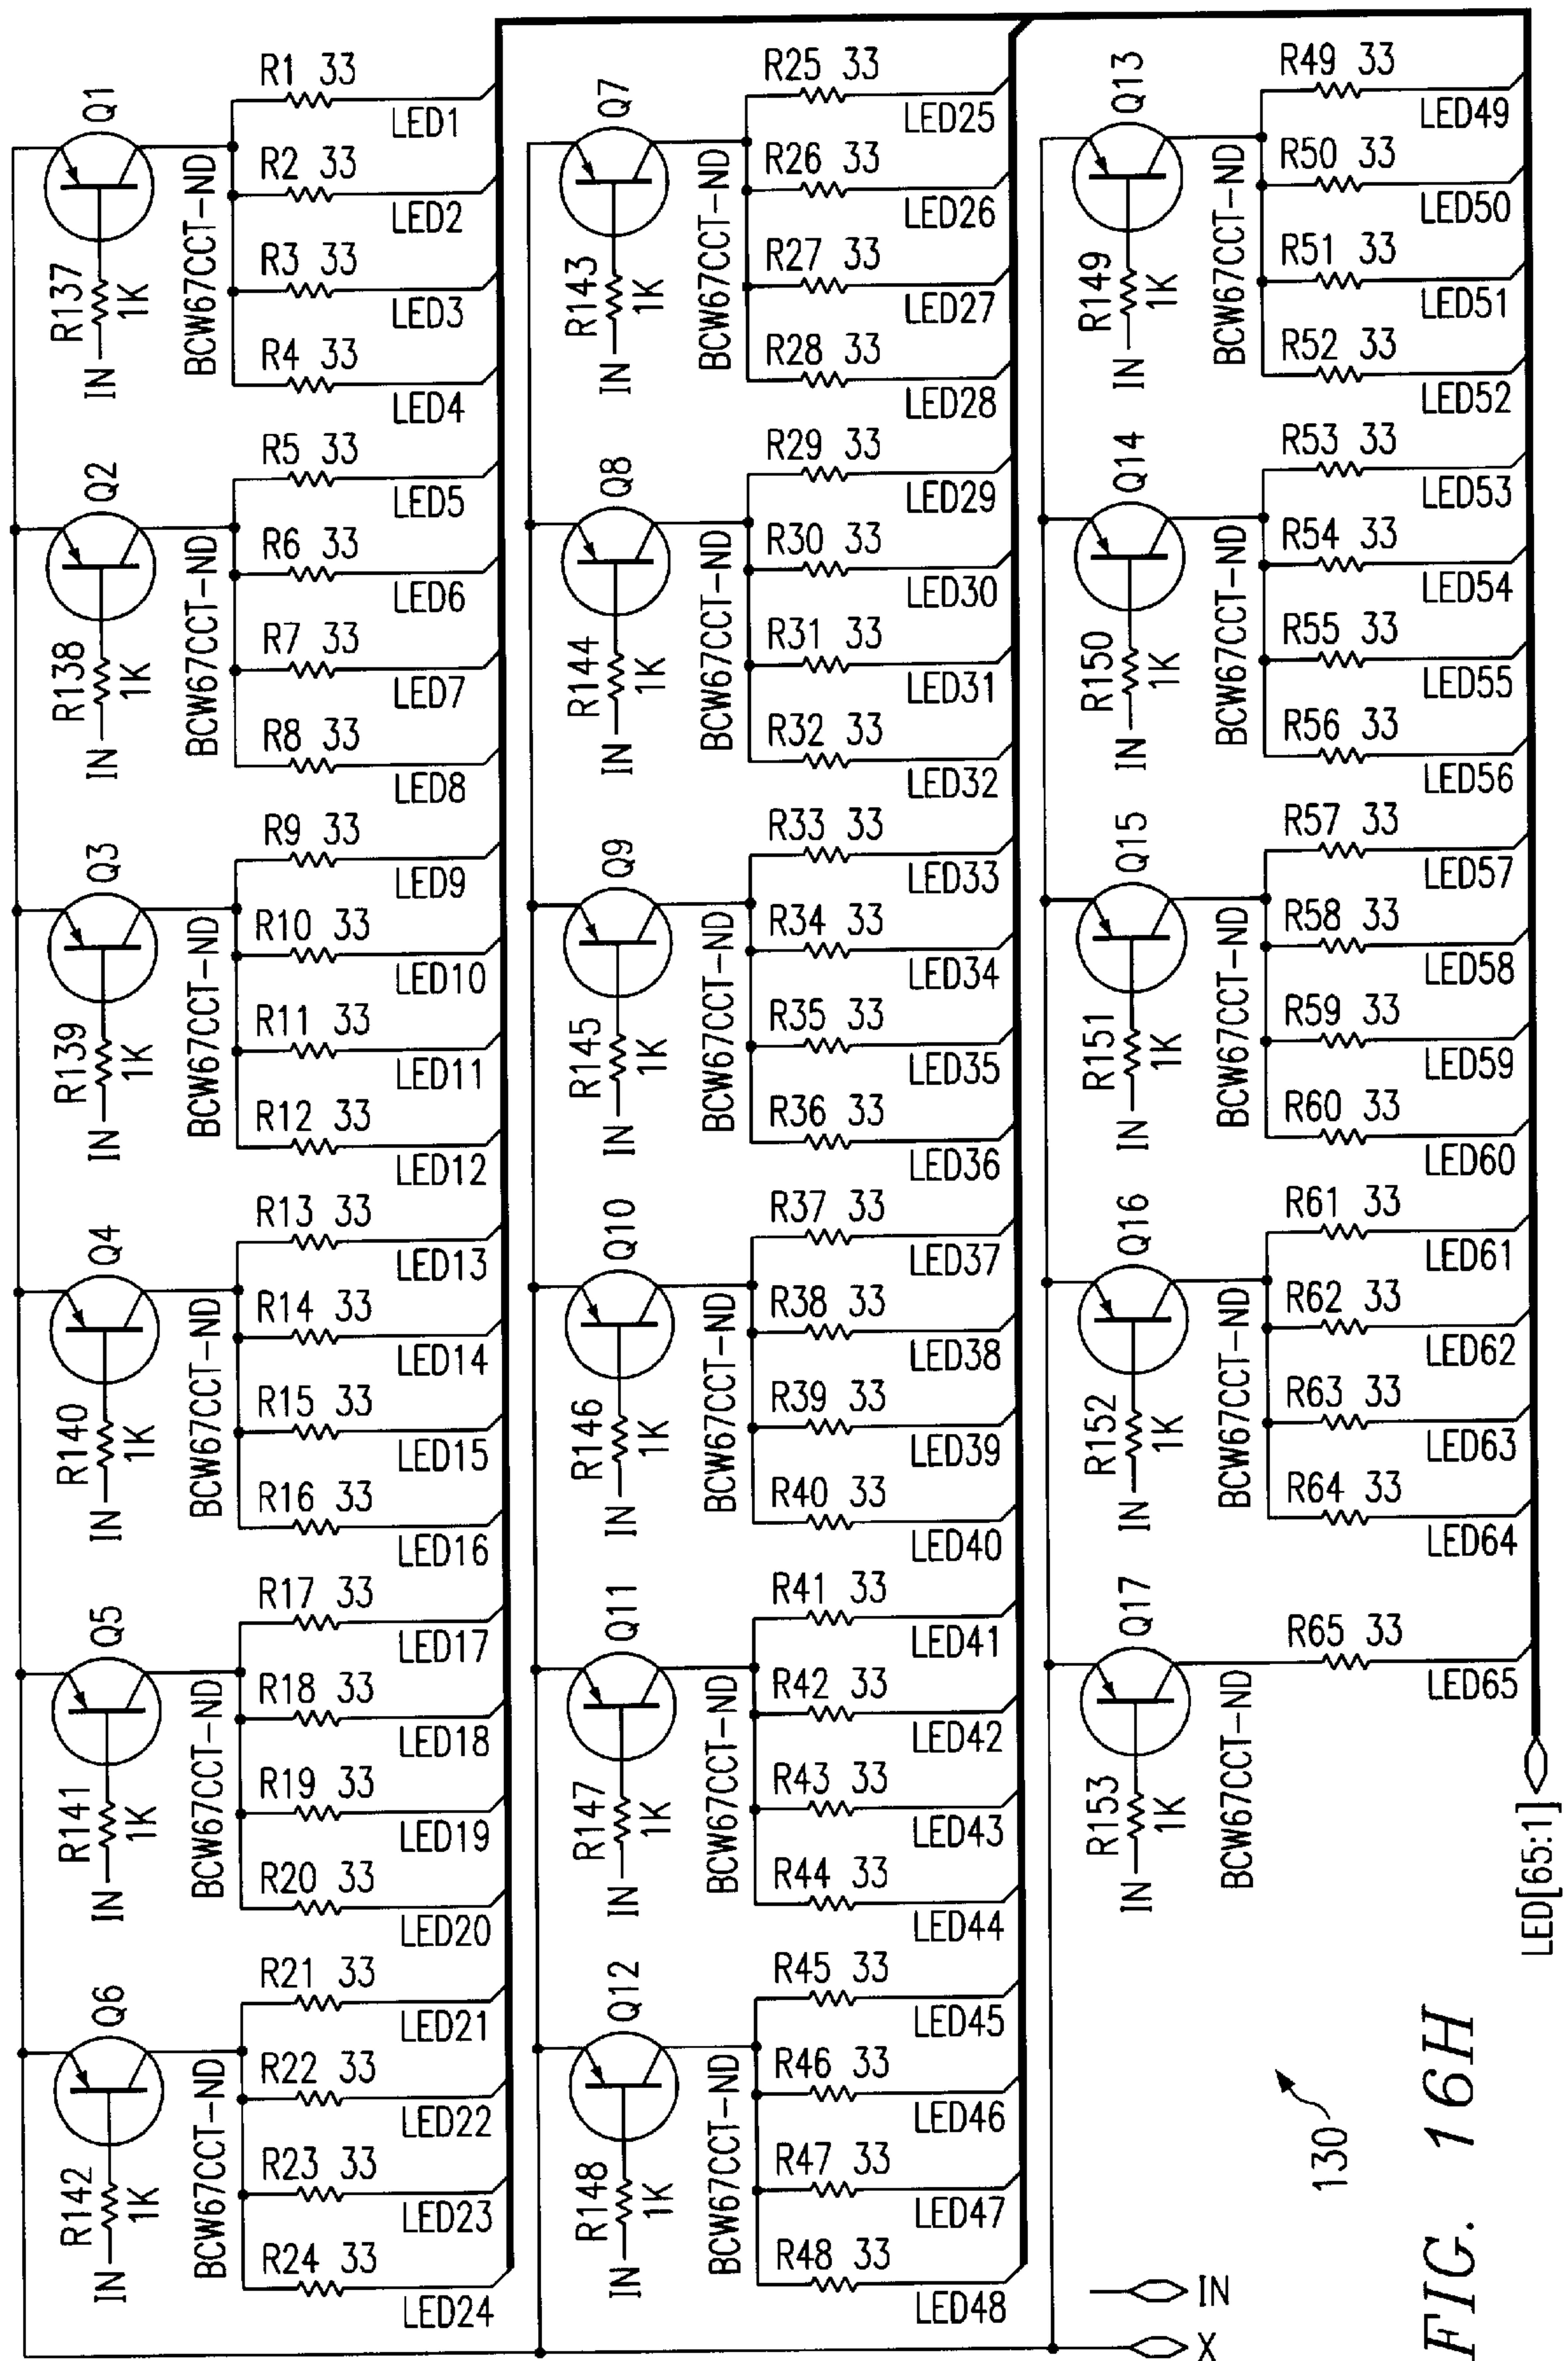 Q1
R137
1K
IN
BCW67CCT-ND
R1 33
LED1
R2 33
LED2
R3 33
LED3
R4 33
LED4
Q2
R138
1K
IN
BCW67CCT-ND
R5 33
LED5
R6 33
LED6
R7 33
LED7
R8 33
LED8
Q3
R139
1K
IN
BCW67CCT-ND
R9 33
LED9
R10 33
LED10
R11 33
LED11
R12 33
LED12
Q4
R140
1K
IN
BCW67CCT-ND
R13 33
LED13
R14 33
LED14
R15 33
LED15
R16 33
LED16
Q5
R141
1K
IN
BCW67CCT-ND
R17 33
LED17
R18 33
LED18
R19 33
LED19
R20 33
LED20
Q6
R142
1K
IN
BCW67CCT-ND
R21 33
LED21
R22 33
LED22
R23 33
LED23
R24 33
LED24
Q7
R143
1K
IN
BCW67CCT-ND
R25 33
LED25
R26 33
LED26
R27 33
LED27
R28 33
LED28
Q8
R144
1K
IN
BCW67CCT-ND
R29 33
LED29
R30 33
LED30
R31 33
LED31
R32 33
LED32
Q9
R145
1K
IN
BCW67CCT-ND
R33 33
LED33
R34 33
LED34
R35 33
LED35
R36 33
LED36
Q10
R146
1K
IN
BCW67CCT-ND
R37 33
LED37
R38 33
LED38
R39 33
LED39
R40 33
LED40
Q11
R147
1K
IN
BCW67CCT-ND
R41 33
LED41
R42 33
LED42
R43 33
LED43
R44 33
LED44
Q12
R148
1K
IN
BCW67CCT-ND
R45 33
LED45
R46 33
LED46
R47 33
LED47
R48 33
LED48
Q13
R149
1K
IN
BCW67CCT-ND
R49 33
LED49
R50 33
LED50
R51 33
LED51
R52 33
LED52
Q14
R150
1K
IN
BCW67CCT-ND
R53 33
LED53
R54 33
LED54
R55 33
LED55
R56 33
LED56
Q15
R151
1K
IN
BCW67CCT-ND
R57 33
LED57
R58 33
LED58
R59 33
LED59
R60 33
LED60
Q16
R152
1K
IN
BCW67CCT-ND
R61 33
LED61
R62 33
LED62
R63 33
LED63
R64 33
LED64
Q17
R153
1K
IN
BCW67CCT-ND
R65 33
LED65
LED[65:1]
130
IN
X
FIG. 16H